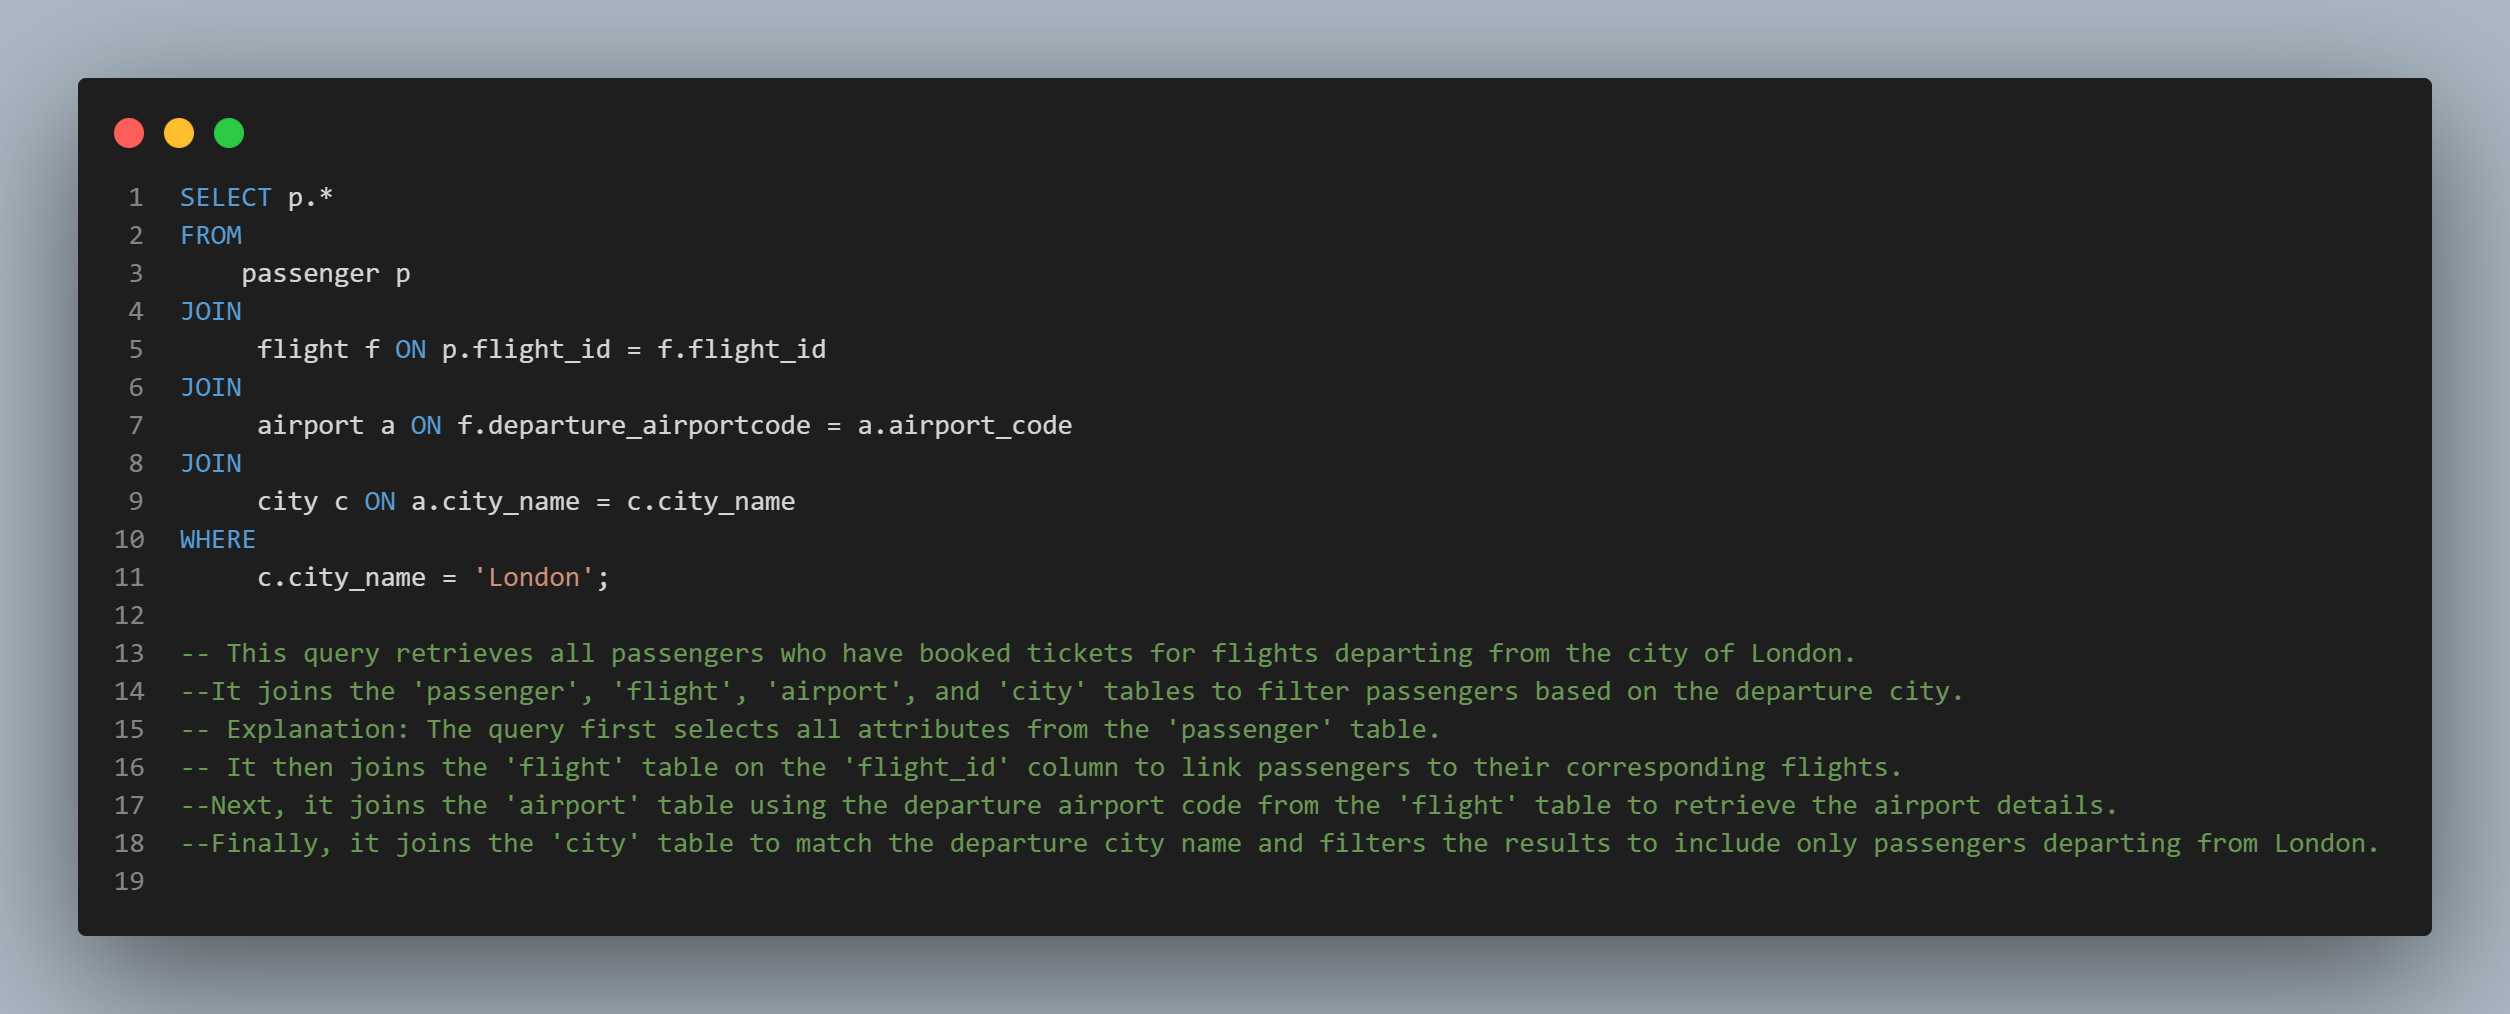 1 SELECT p.*
2 FROM
3     passenger p
4 JOIN
5      flight f ON p.flight_id = f.flight_id
6 JOIN
7      airport a ON f.departure_airportcode = a.airport_code
8 JOIN
9      city c ON a.city_name = c.city_name
10 WHERE
11      c.city_name = 'London';
12
13 -- This query retrieves all passengers who have booked tickets for flights departing from the city of London.
14 --It joins the 'passenger', 'flight', 'airport', and 'city' tables to filter passengers based on the departure city.
15 -- Explanation: The query first selects all attributes from the 'passenger' table.
16 -- It then joins the 'flight' table on the 'flight_id' column to link passengers to their corresponding flights.
17 --Next, it joins the 'airport' table using the departure airport code from the 'flight' table to retrieve the airport details.
18 --Finally, it joins the 'city' table to match the departure city name and filters the results to include only passengers departing from London.
19